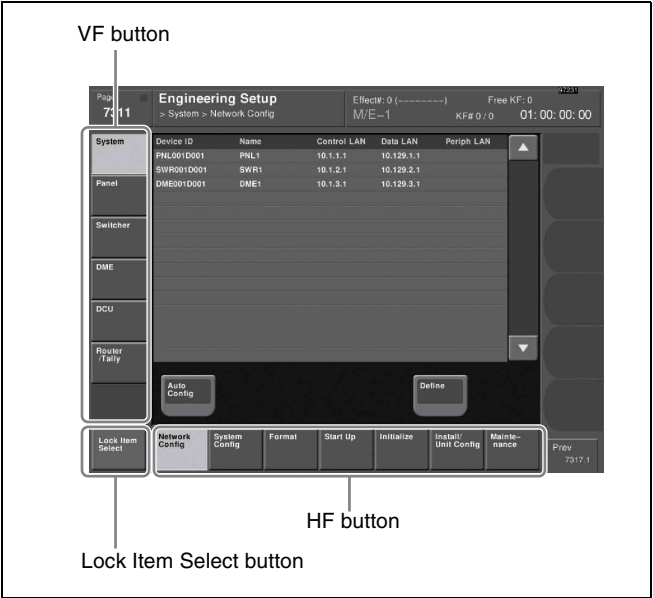 VF button
Page
7311
Engineering Setup
> System > Network Config
Effect#: 0 (--------)
Free KF: 0
M/E-1
KF# 0 / 0
01: 00: 00: 00
System
Panel
Switcher
DME
DCU
Router
/Tally
Device ID Name Control LAN Data LAN Periph LAN
PNL001D001 PNL1 10.1.1.1 10.129.1.1
SWR001D001 SWR1 10.1.2.1 10.129.2.1
DME001D001 DME1 10.1.3.1 10.129.3.1
Auto
Config
Define
Lock Item
Select
Network
Config
System
Config
Format
Start Up
Initialize
Install/
Unit Config
Mainte-
nance
Prev
7317.1
HF button
Lock Item Select button